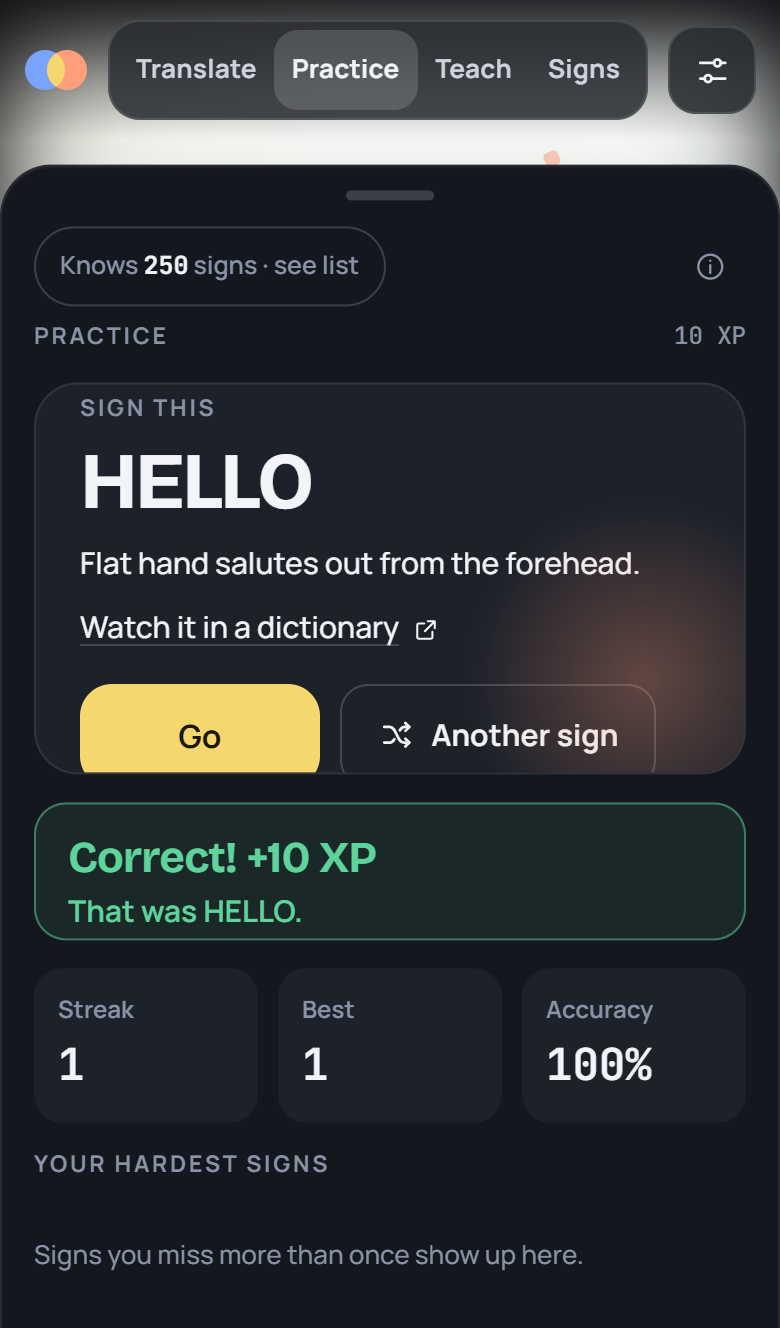 Translate Practice Teach Signs
Knows 250 signs · see list
PRACTICE 10 XP
SIGN THIS
HELLO
Flat hand salutes out from the forehead.
Watch it in a dictionary
Go Another sign
Correct! +10 XP
That was HELLO.
Streak Best Accuracy
1 1 100%
YOUR HARDEST SIGNS
Signs you miss more than once show up here.